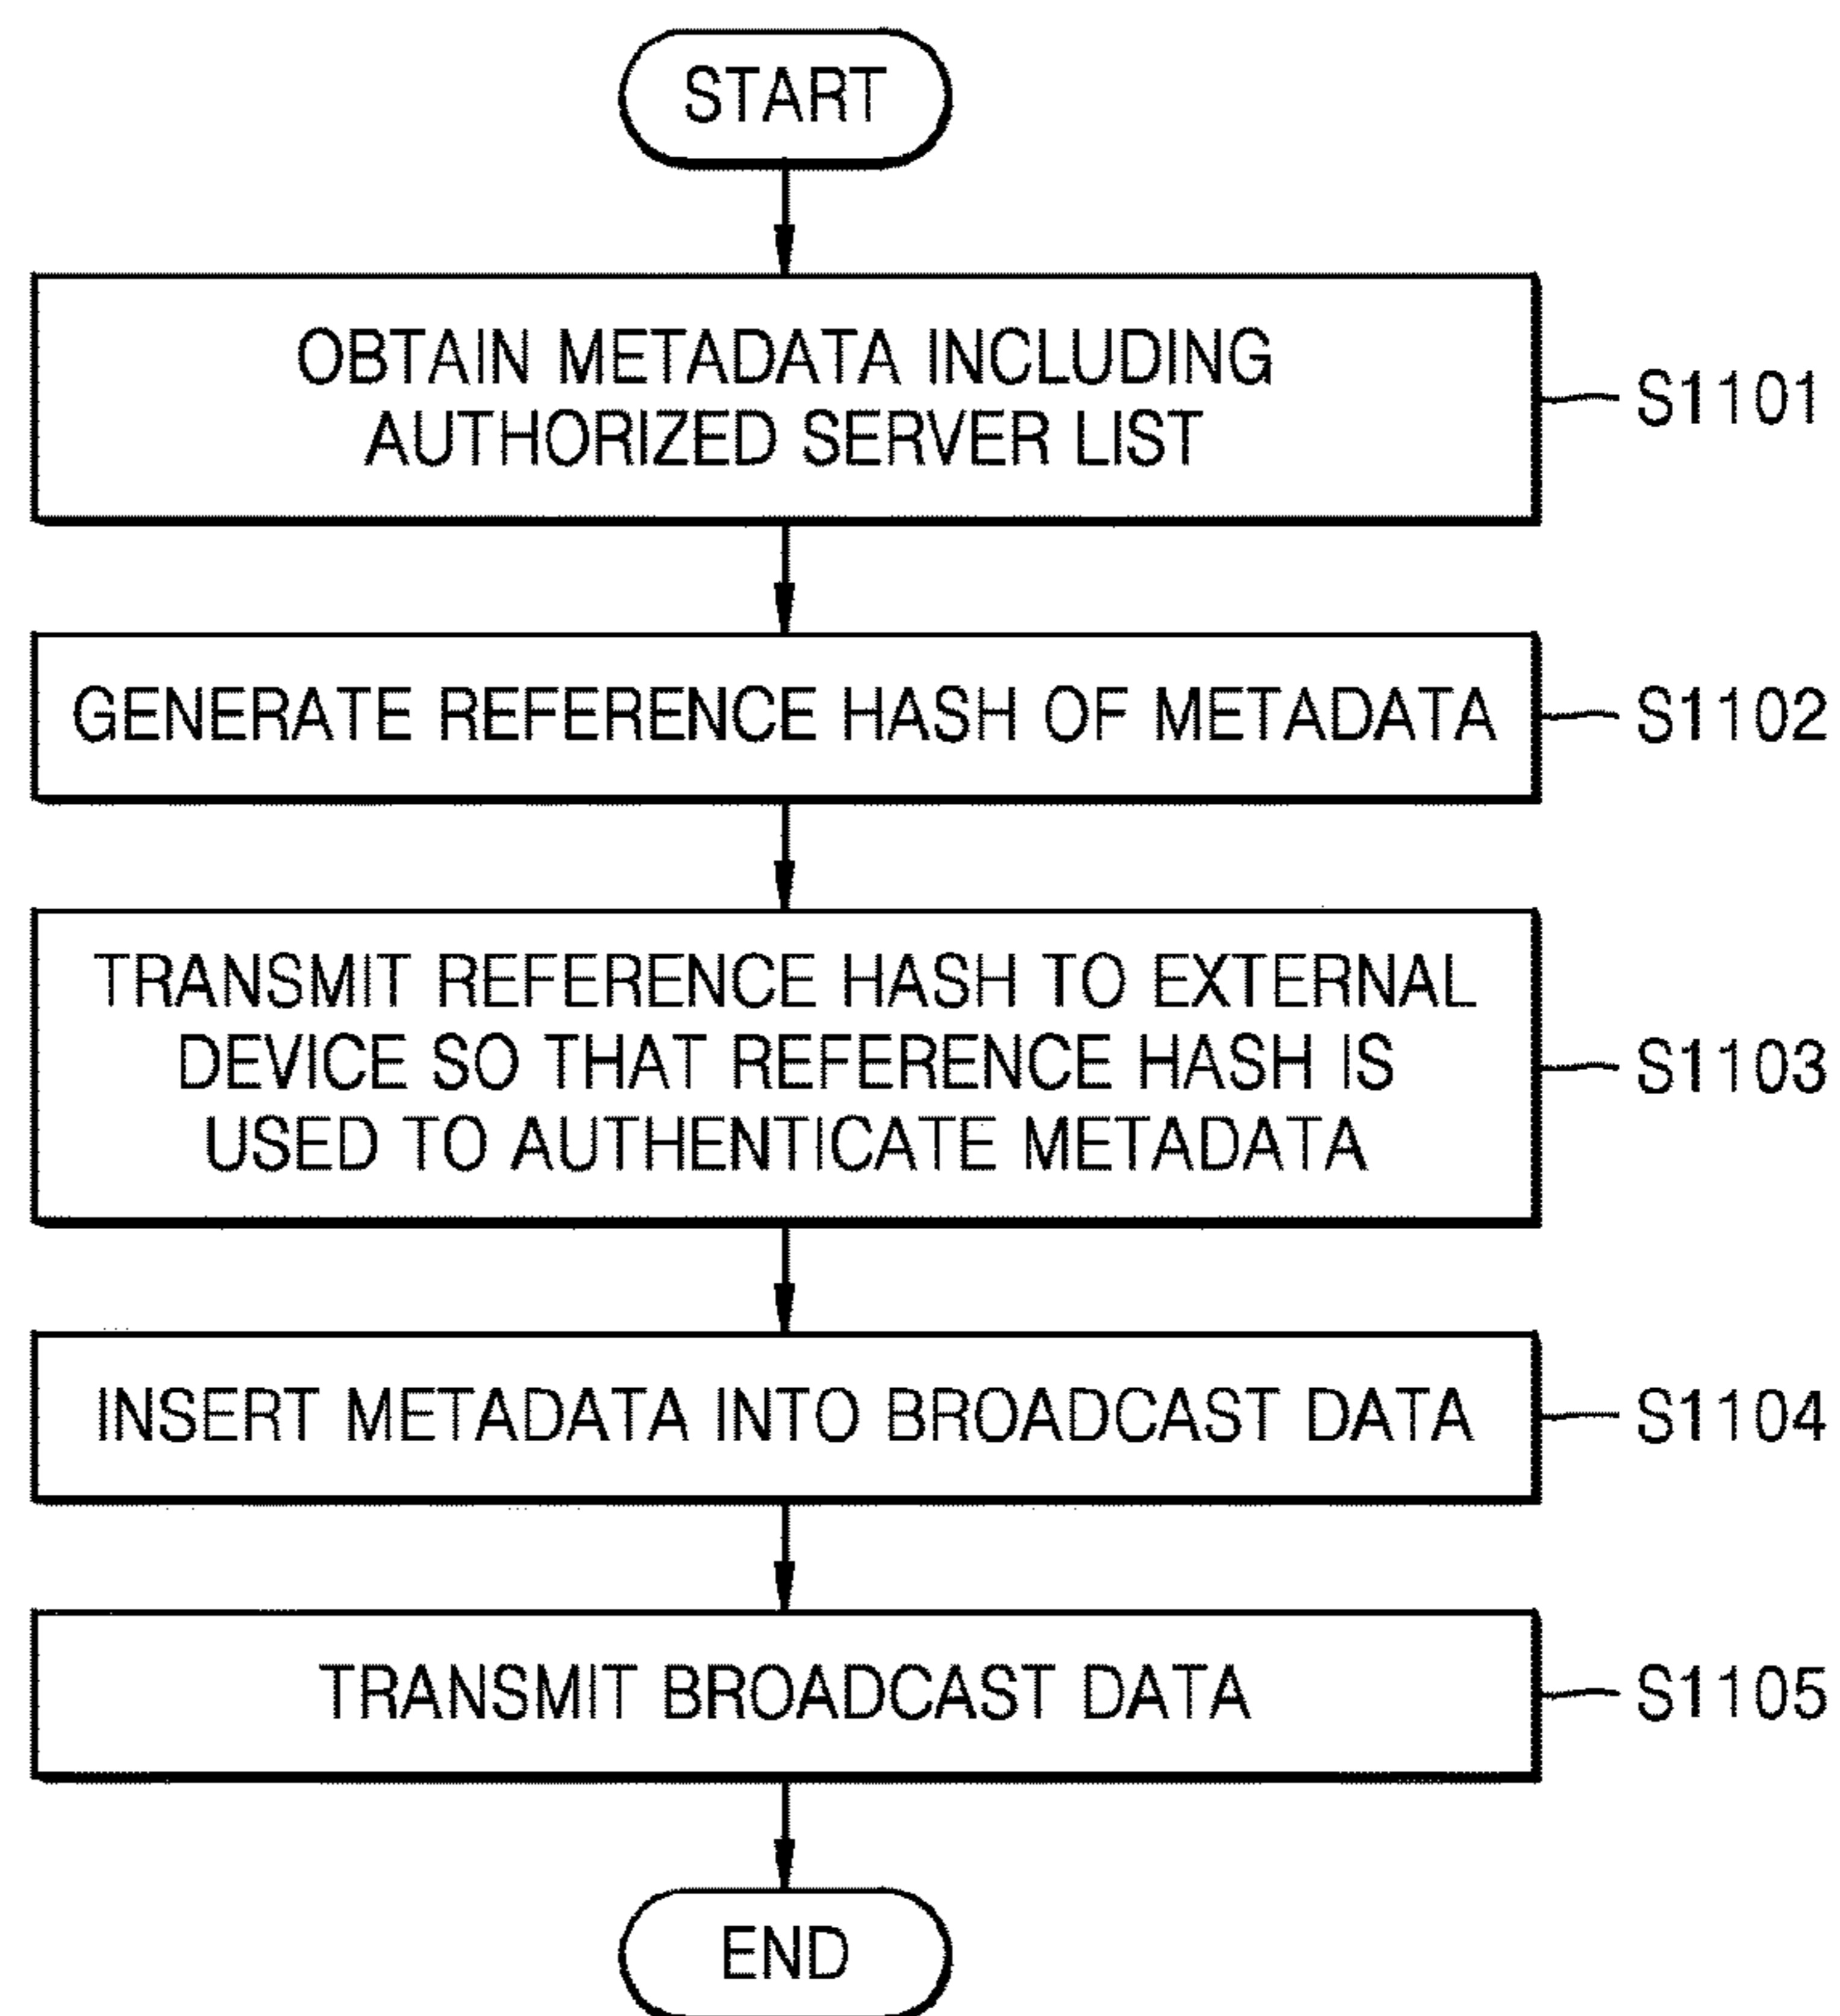 START
OBTAIN METADATA INCLUDING
AUTHORIZED SERVER LIST
S1101
GENERATE REFERENCE HASH OF METADATA
S1102
TRANSMIT REFERENCE HASH TO EXTERNAL
DEVICE SO THAT REFERENCE HASH IS
USED TO AUTHENTICATE METADATA
S1103
INSERT METADATA INTO BROADCAST DATA
S1104
TRANSMIT BROADCAST DATA
S1105
END